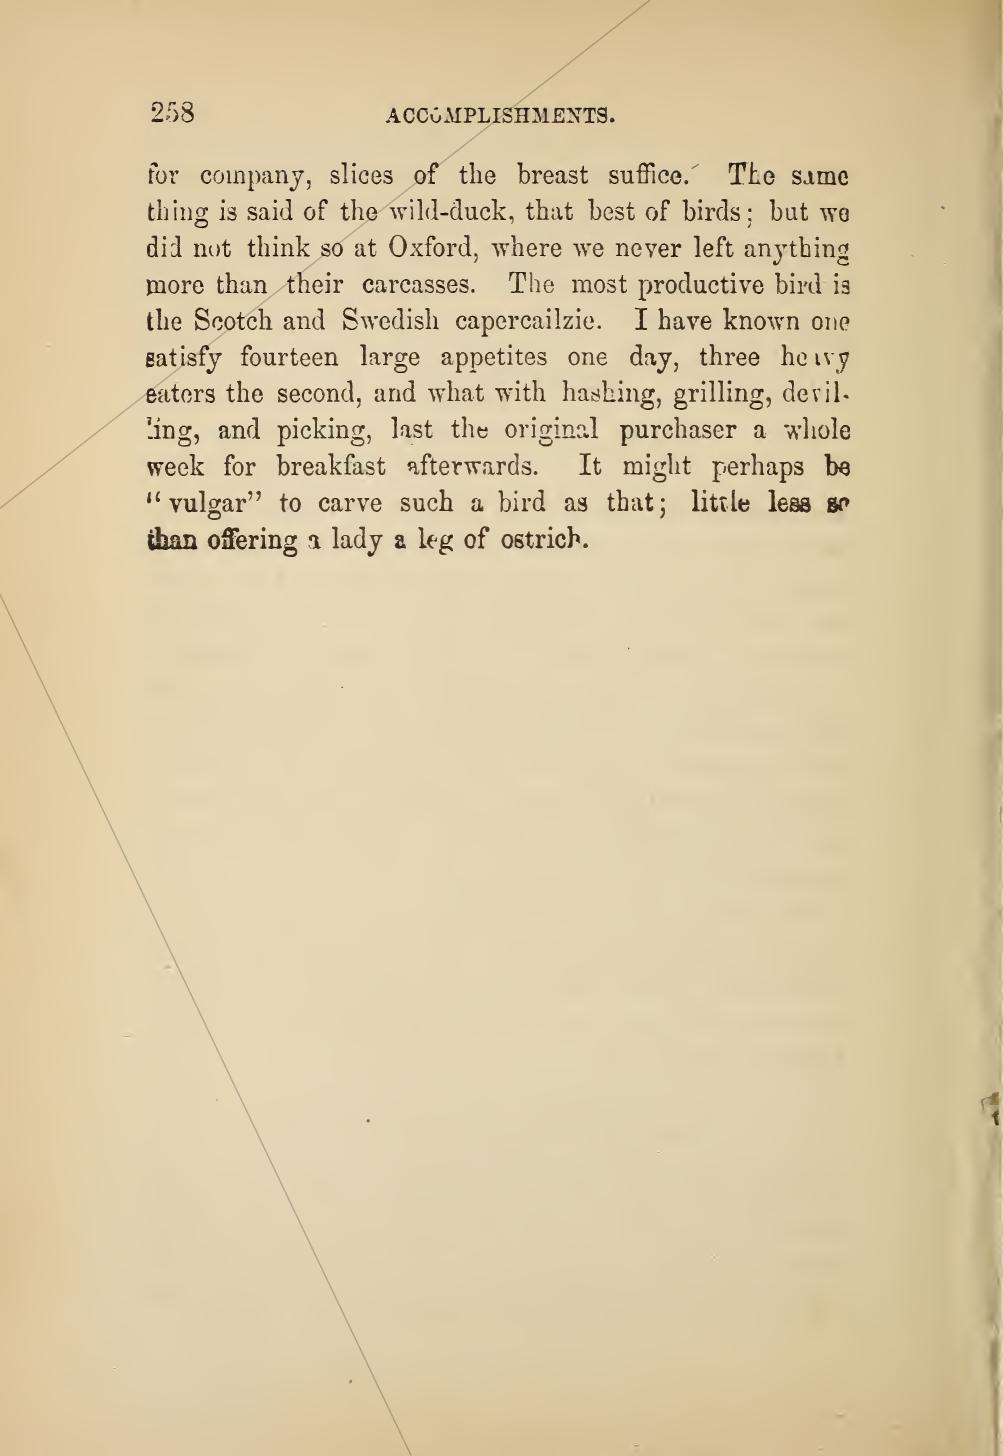 258 ACCOMPLISHMENTS.
for company, slices of the breast suffice. The same
thing is said of the wild-duck, that best of birds; but we
did not think so at Oxford, where we never left anything
more than their carcasses. The most productive bird is
the Scotch and Swedish capercailzie. I have known one
satisfy fourteen large appetites one day, three heavy
eaters the second, and what with hashing, grilling, devil-
ling, and picking, last the original purchaser a whole
week for breakfast afterwards. It might perhaps be
“vulgar” to carve such a bird as that; little less so
than offering a lady a leg of ostrich.